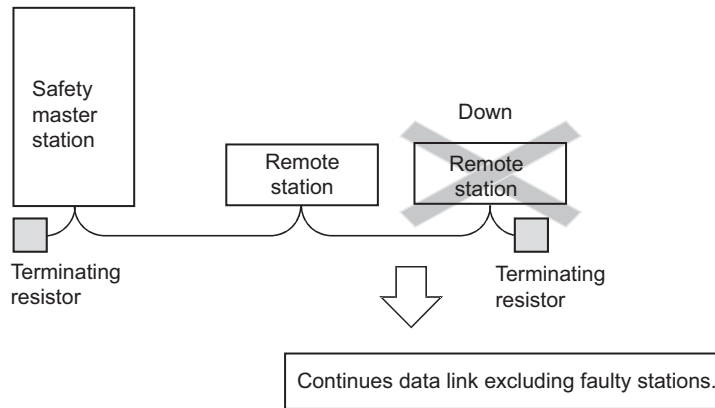 Safety
master
station
Remote
station
Down
Remote
station
Terminating
resistor
Terminating
resistor
Continues data link excluding faulty stations.